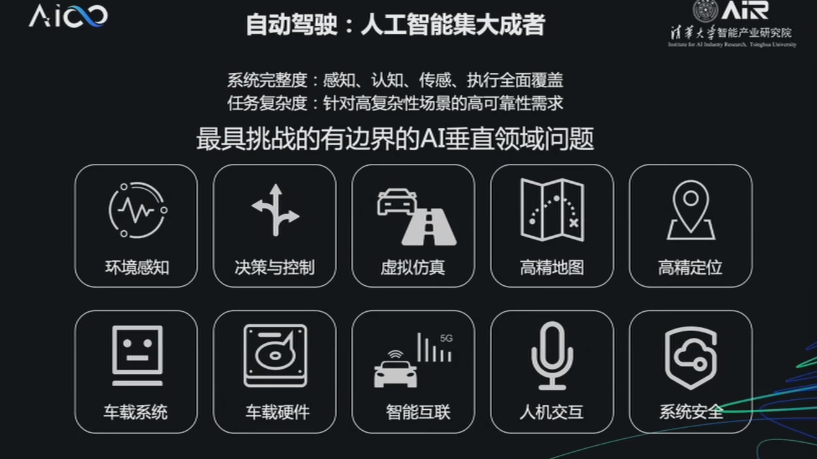 AiCO
自动驾驶：人工智能集大成者
AIR
清华大学智能产业研究院
Institute for AI Industry Research, Tsinghua University
系统完整度：感知、认知、传感、执行全面覆盖
任务复杂度：针对高复杂性场景的高可靠性需求
最具挑战的有边界的AI垂直领域问题
环境感知
决策与控制
虚拟仿真
高精地图
高精定位
5G
车载系统
车载硬件
智能互联
人机交互
系统安全